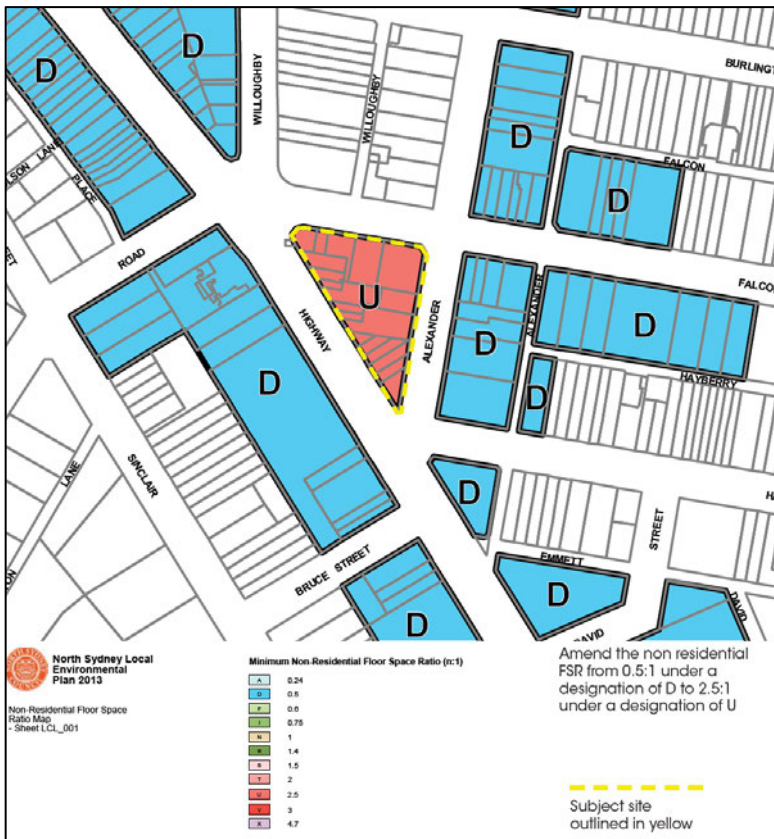 D
D
WILLOUGHBY
WILLOUGHBY
BURLING
D
FALCON
D
LANE
PLACE
ROAD
HIGHWAY
U
ALEXANDER
D
ALEXANDER
D
FALCO
HAYBERRY
D
D
SINCLAIR
LANE
D
STREET
EMMETT
D
BRUCE STREET
D
DAVID
DAVID
North Sydney Local
Environmental
Plan 2013
Non-Residential Floor Space
Ratio Map
- Sheet LCL_001
Minimum Non-Residential Floor Space Ratio (n:1)
A 0.24
D 0.5
F 0.6
I 0.75
N 1
1.4
S 1.5
T 2
U 2.5
V 3
X 4.7
Amend the non residential
FSR from 0.5:1 under a
designation of D to 2.5:1
under a designation of U
Subject site
outlined in yellow